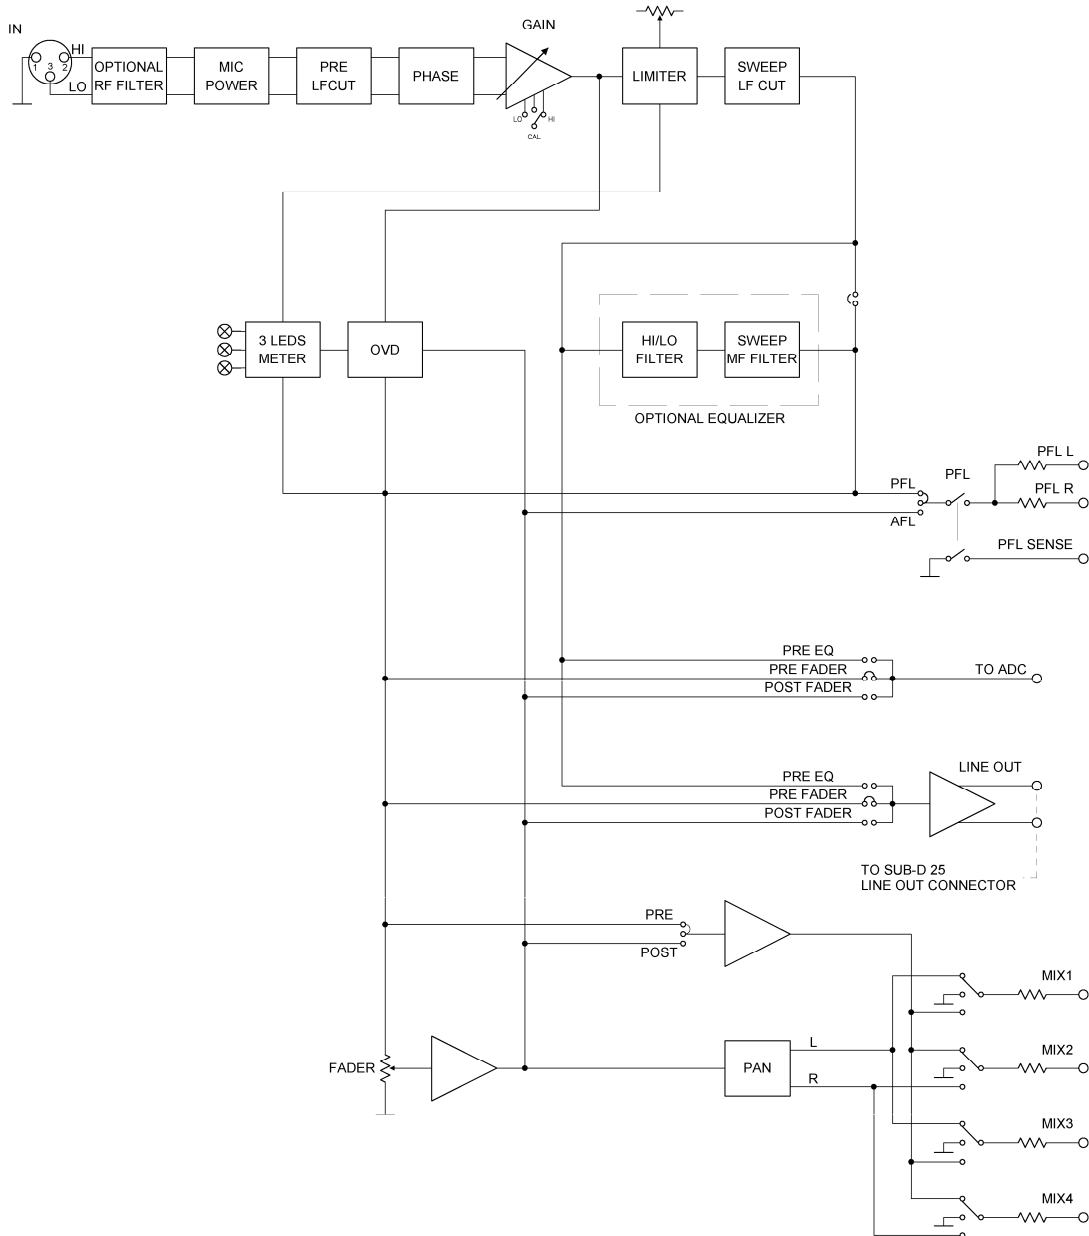 IN
GAIN
HI
1
3
2
LO
OPTIONAL
RF FILTER
MIC
POWER
PRE
LFCUT
PHASE
LIMITER
SWEEP
LF CUT
LO
HI
CAL
3 LEDS
METER
OVD
HI/LO
FILTER
SWEEP
MF FILTER
OPTIONAL EQUALIZER
PFL
AFL
PFL
PFL L
PFL R
PFL SENSE
PRE EQ
PRE FADER
POST FADER
TO ADC
PRE EQ
PRE FADER
POST FADER
LINE OUT
TO SUB-D 25
LINE OUT CONNECTOR
PRE
POST
MIX1
FADER
PAN
L
R
MIX2
MIX3
MIX4